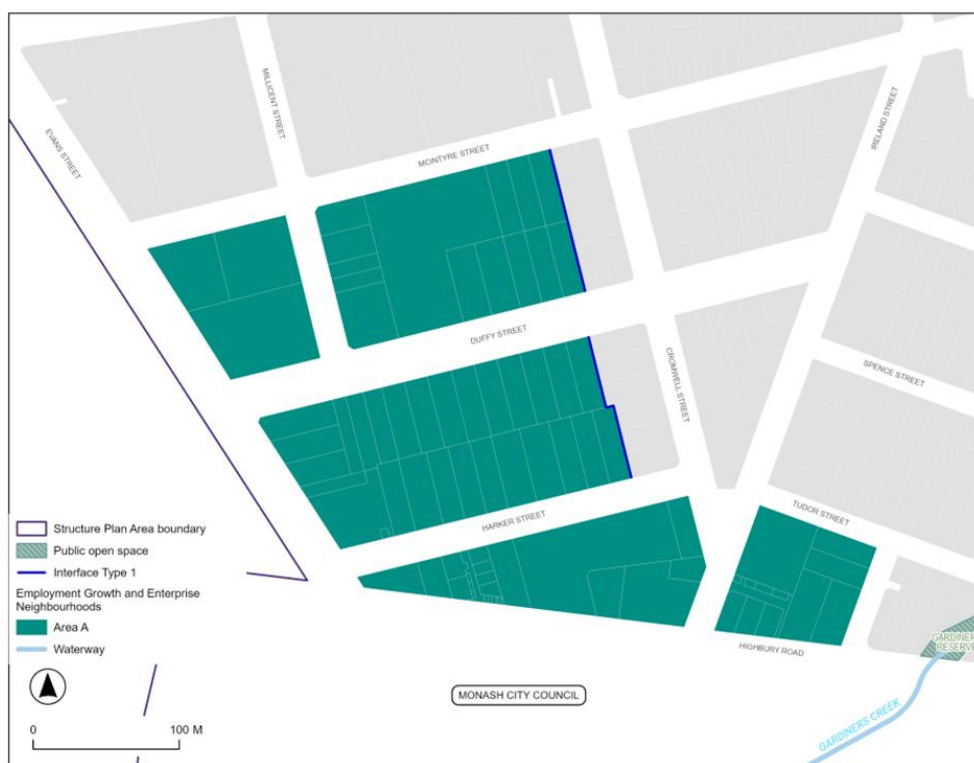 MILLICENT STREET
IRELAND STREET
EVANS STREET
MCINTYRE STREET
DUFFY STREET
CROMWELL STREET
SPENCE STREET
TUDOR STREET
HARKER STREET
Structure Plan Area boundary
Public open space
Interface Type 1
Employment Growth and Enterprise
Neighbourhoods
Area A
Waterway
HIGHBURY ROAD
GARDINERS
RESERVE
MONASH CITY COUNCIL
GARDINERS CREEK
0
100 M